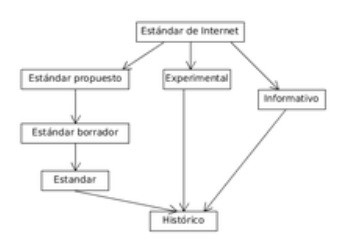 Estándar de Internet
Estándar propuesto
Experimental
Informativo
Estándar borrador
Estandar
Histórico